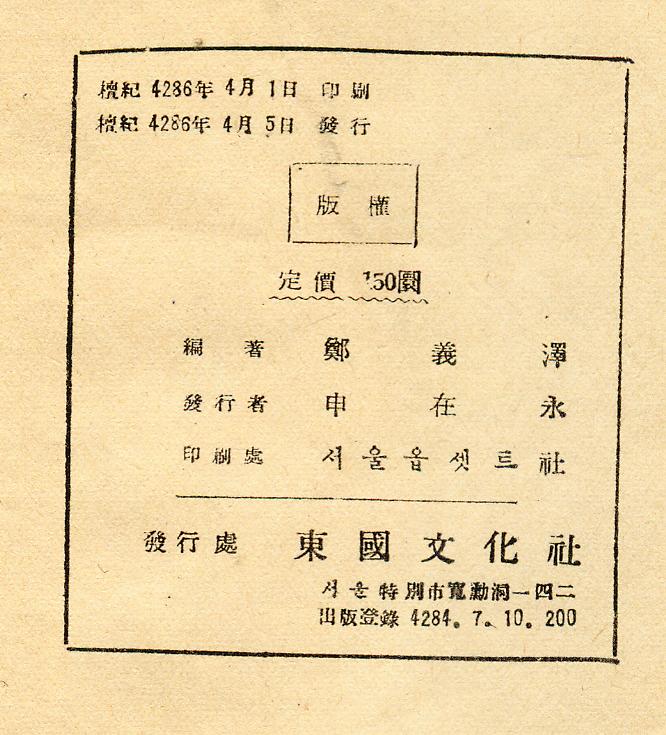 檀紀 4286年 4月 1日 印刷
檀紀 4286年 4月 5日 發行
版權
定價 150圜
編著 鄭義澤
發行者 申在永
印刷處 서울옵셋트社
發行處 東國文化社
서울特別市寬勳洞一四二
出版登錄 4284. 7. 10. 200